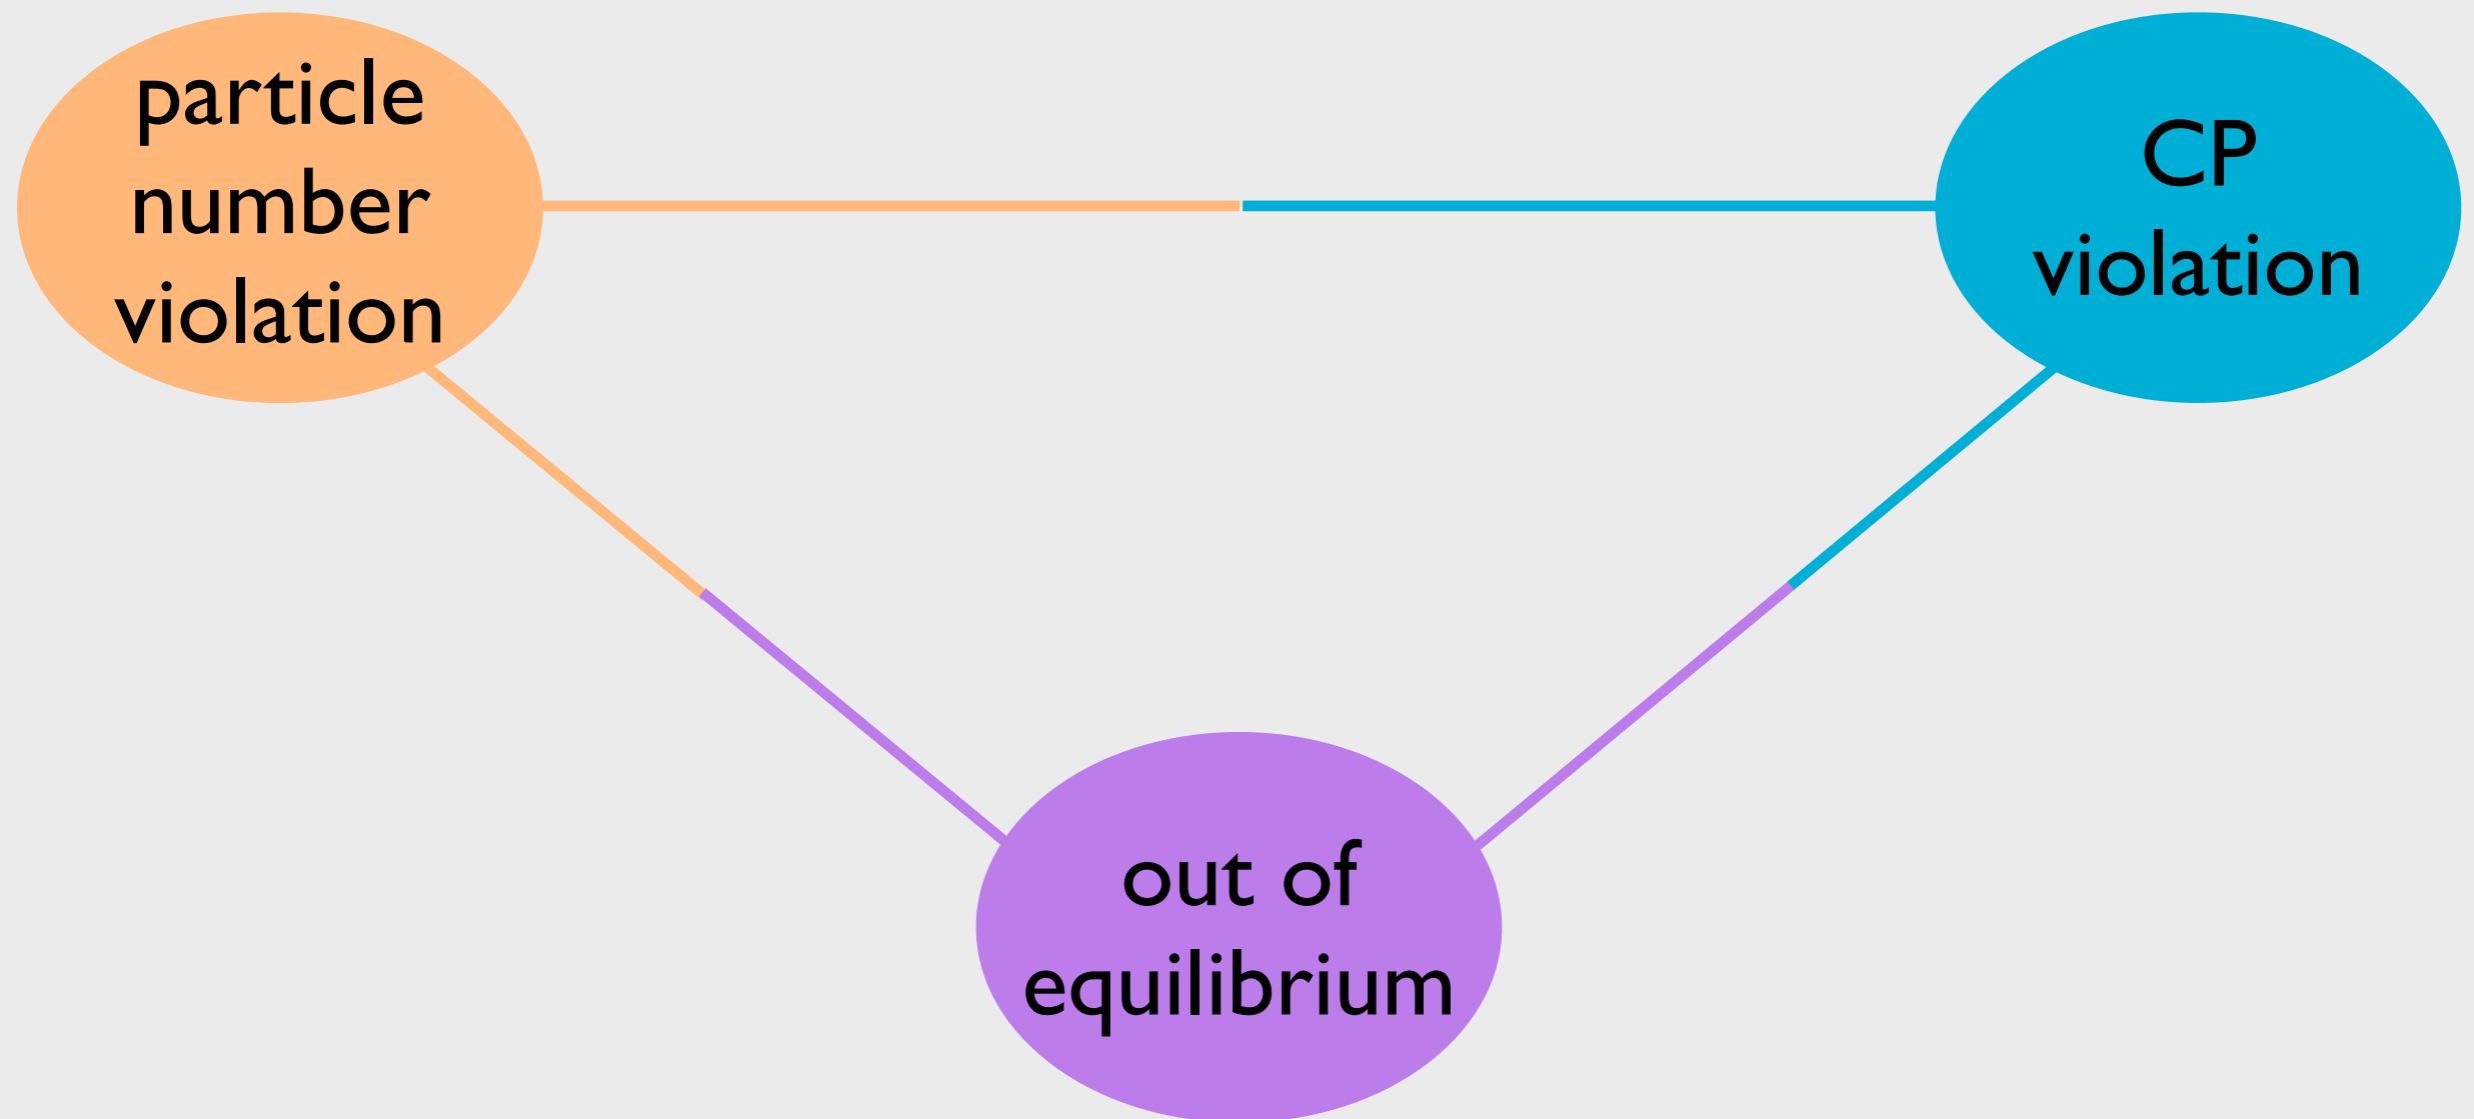 particle
number
violation
CP
violation
out of
equilibrium